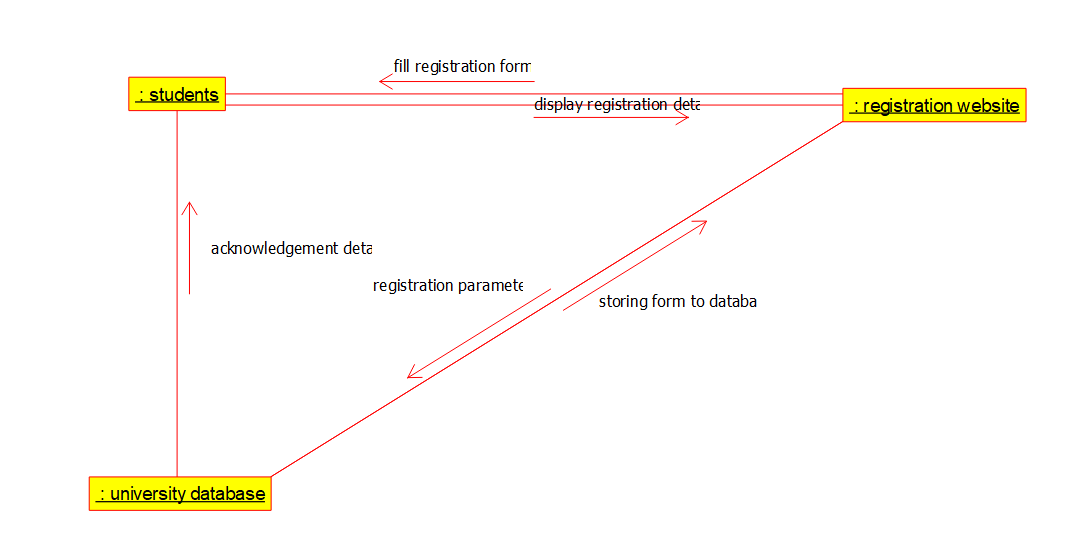 fill registration form
: students
display registration deta
: registration website
acknowledgement deta
registration paramete
storing form to databa
: university database